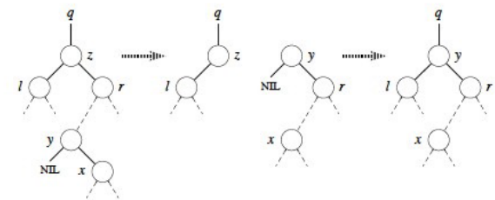 q q q
z z y y
l r l NIL r l r
y x x
NIL x